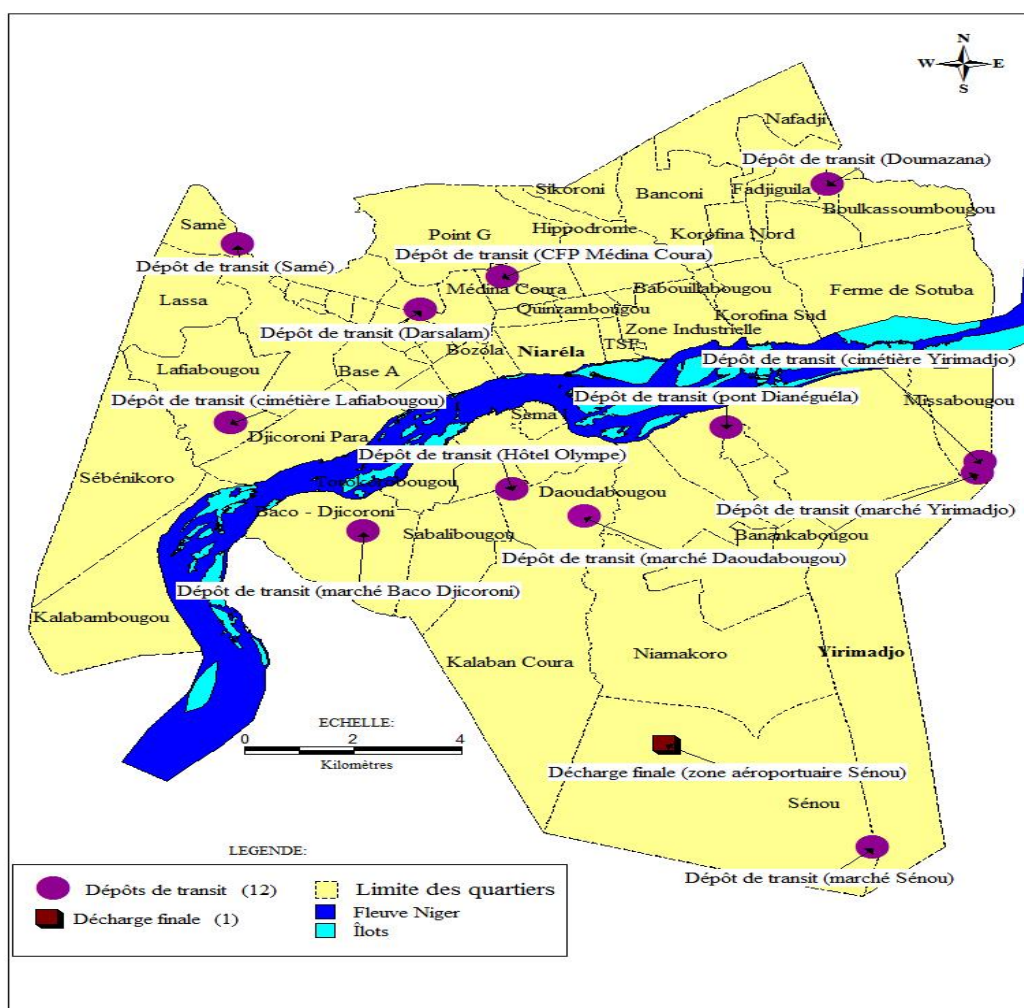 N
W E
S
Nafadji
Dépôt de transit (Doumazana)
Sikoroni
Banconi
Fadjiguila
Boulkassoumbougou
Samè
Point G
Hippodrome
Korofina Nord
Dépôt de transit (CFP Médina Coura)
Dépôt de transit (Samé)
Lassa
Médina Coura
Babouillabougou
Ferme de Sotuba
Quinzambougou
Korofina Sud
Dépôt de transit (Darsalam)
Zone Industrielle
Bozola
Niaréla
TSF
Dépôt de transit (cimétière Yirimadjo)
Lafiabougou
Base A
Dépôt de transit (cimétière Lafiabougou)
Dépôt de transit (pont Dianéguéla)
Missabougou
Djicoroni Para
Dépôt de transit (Hôtel Olympe)
Sébénikoro
Daoudabougou
Baco - Djicoroni
Dépôt de transit (marché Yirimadjo)
Sabalibougou
Banankabougou
Dépôt de transit (marché Daoudabougou)
Dépôt de transit (marché Baco Djicoroni)
Kalabambougou
Kalaban Coura
Niamakoro
Yirimadjo
ECHELLE:
0 2 4
Kilomètres
Décharge finale (zone aéroportuaire Sénou)
Sénou
Dépôt de transit (marché Sénou)
LEGENDE:
Dépôts de transit (12)
Décharge finale (1)
Limite des quartiers
Fleuve Niger
Îlots